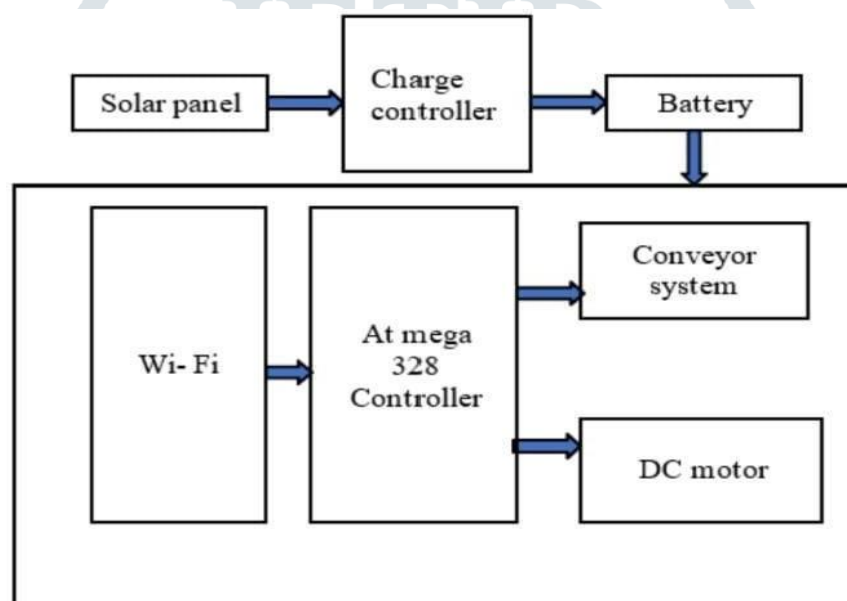 Solar panel
Charge
controller
Battery
Wi- Fi
At mega
328
Controller
Conveyor
system
DC motor